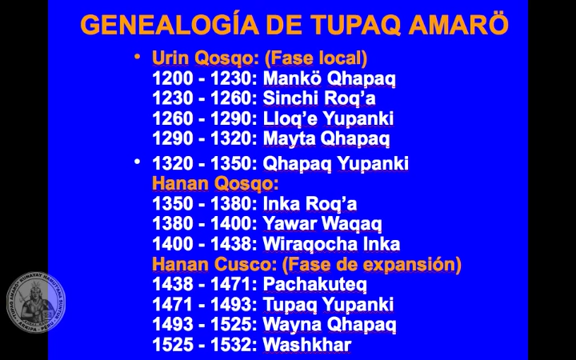 GENEALOGÍA DE TUPAQ AMARÖ
• Urin Qosqo: (Fase local)
1200 - 1230: Mankö Qhapaq
1230 - 1260: Sinchi Roq’a
1260 - 1290: Lloq’e Yupanki
1290 - 1320: Mayta Qhapaq
• 1320 - 1350: Qhapaq Yupanki
Hanan Qosqo:
1350 - 1380: Inka Roq’a
1380 - 1400: Yawar Waqaq
1400 - 1438: Wiraqocha Inka
Hanan Cusco: (Fase de expansión)
1438 - 1471: Pachakuteq
1471 - 1493: Tupaq Yupanki
1493 - 1525: Wayna Qhapaq
1525 - 1532: Washkhar